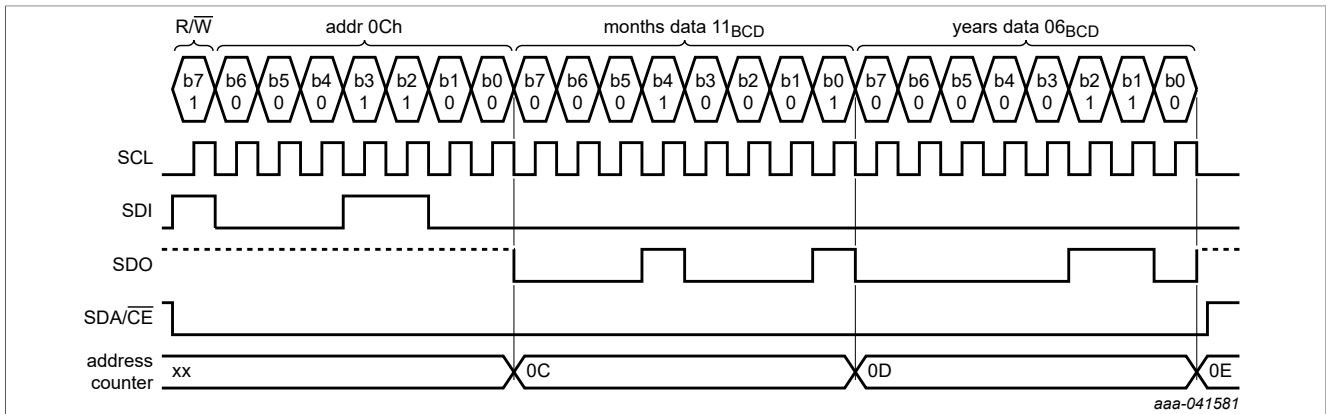 R/W addr 0Ch months data 11BCD years data 06BCD
b7 b6 b5 b4 b3 b2 b1 b0 b7 b6 b5 b4 b3 b2 b1 b0 b7 b6 b5 b4 b3 b2 b1 b0
1 0 0 0 1 1 0 0 0 0 0 1 0 0 0 1 0 0 0 0 0 1 1 0
SCL
SDI
SDO
SDA/CE
address
counter
xx 0C 0D 0E
aaa-041581